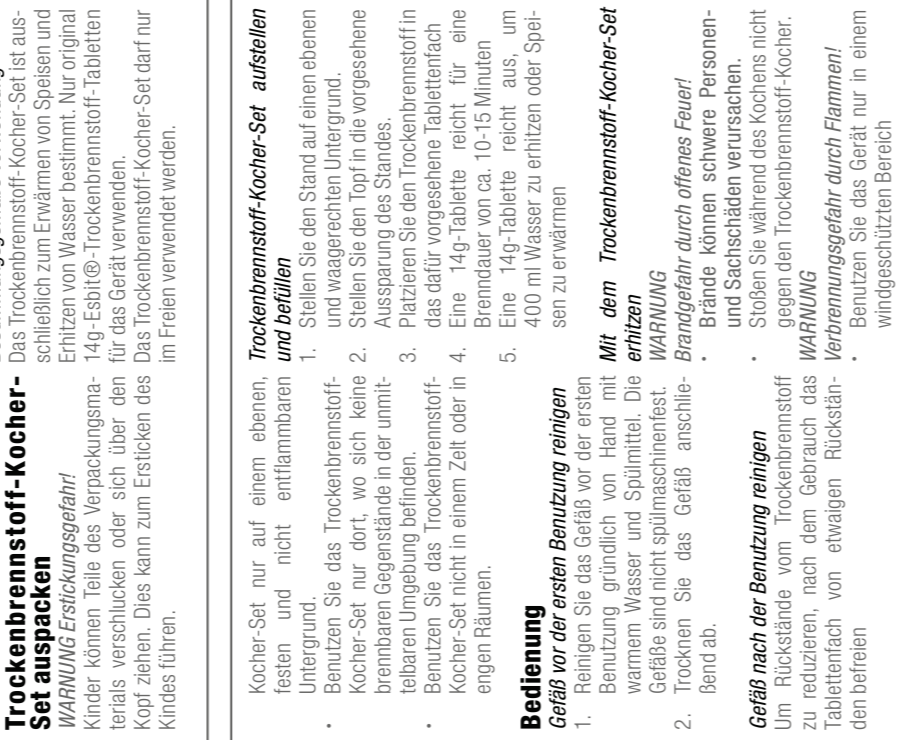 Trockenbrennstoff-Kocher-
Set auspacken
WARNUNG Erstickungsgefahr!
Kinder können Teile des Verpackungsma-
terials verschlucken oder sich über den
Kopf ziehen. Dies kann zum Ersticken des
Kindes führen.
Das Trockenbrennstoff-Kocher-Set ist aus-
schließlich zum Erwärmen von Speisen und
Erhitzen von Wasser bestimmt. Nur original
14g-Esbit®-Trockenbrennstoff-Tabletten
für das Gerät verwenden.
Das Trockenbrennstoff-Kocher-Set darf nur
im Freien verwendet werden.
Kocher-Set nur auf einem ebenen,
festen und nicht entflammbaren
Untergrund.
• Benutzen Sie das Trockenbrennstoff-
Kocher-Set nur dort, wo sich keine
brennbaren Gegenstände in der unmit-
telbaren Umgebung befinden.
• Benutzen Sie das Trockenbrennstoff-
Kocher-Set nicht in einem Zelt oder in
engen Räumen.
Bedienung
Gefäß vor der ersten Benutzung reinigen
1. Reinigen Sie das Gefäß vor der ersten
Benutzung gründlich von Hand mit
warmem Wasser und Spülmittel. Die
Gefäße sind nicht spülmaschinenfest.
2. Trocknen Sie das Gefäß anschlie-
ßend ab.
Gefäß nach der Benutzung reinigen
Um Rückstände vom Trockenbrennstoff
zu reduzieren, nach dem Gebrauch das
Tablettenfach von etwaigen Rückstän-
den befreien
Trockenbrennstoff-Kocher-Set aufstellen
und befüllen
1. Stellen Sie den Stand auf einen ebenen
und waagerechten Untergrund.
2. Stellen Sie den Topf in die vorgesehene
Aussparung des Standes.
3. Platzieren Sie den Trockenbrennstoff in
das dafür vorgesehene Tablettenfach
4. Eine 14g-Tablette reicht für eine
Brenndauer von ca. 10-15 Minuten
5. Eine 14g-Tablette reicht aus, um
400 ml Wasser zu erhitzen oder Spei-
sen zu erwärmen
Mit dem Trockenbrennstoff-Kocher-Set
erhitzen
WARNUNG
Brandgefahr durch offenes Feuer!
• Brände können schwere Personen-
und Sachschäden verursachen.
• Stoßen Sie während des Kochens nicht
gegen den Trockenbrennstoff-Kocher.
WARNUNG
Verbrennungsgefahr durch Flammen!
• Benutzen Sie das Gerät nur in einem
windgeschützten Bereich